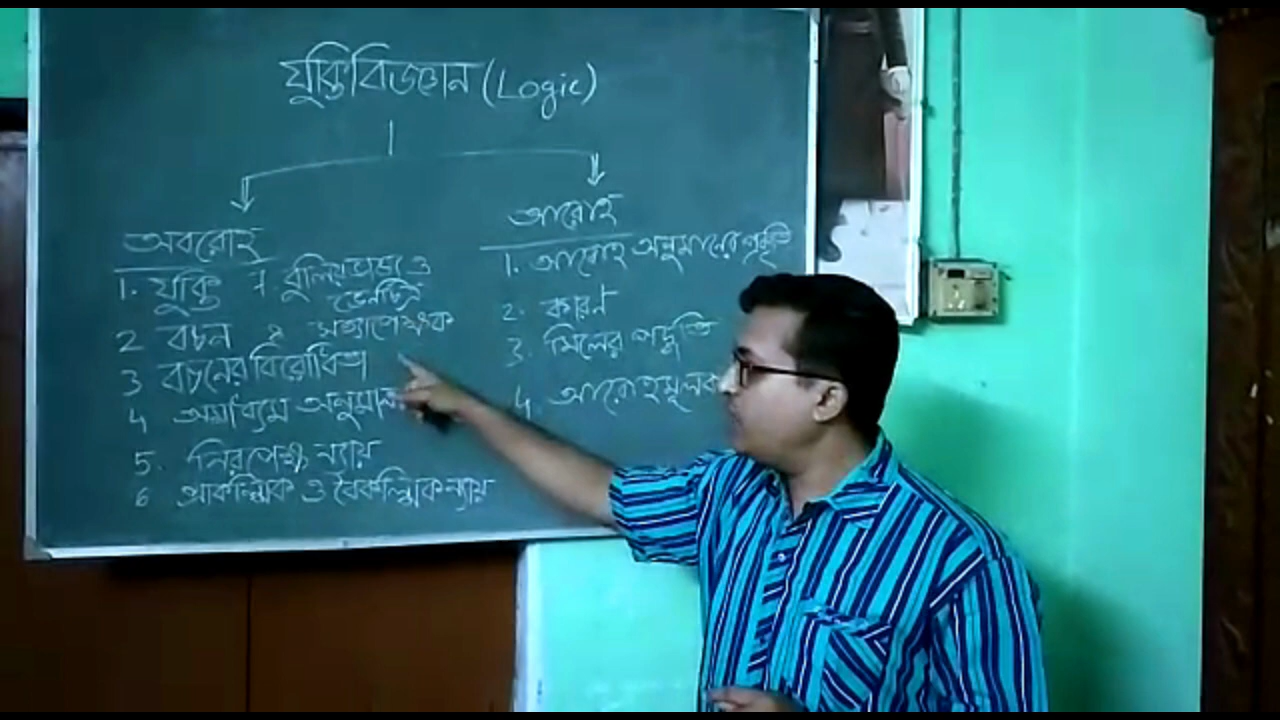 যুক্তিবিজ্ঞান (Logic)
অবরোহ
1. যুক্তি
2 বচন
3 বচনের বিরোধিতা
4 অমাধ্যম অনুমান
5. নিরপেক্ষ ন্যায়
6 প্রাকল্পিক ও বৈকল্পিক ন্যায়
7. বুলিয় ভাষ্য ও
ভেনচিত্র
8 সত্যাপেক্ষক
আরোহ
1. আরোহ অনুমানের প্রকৃতি
2. কারণ
3. মিলের পদ্ধতি
4. আরোহমূলক